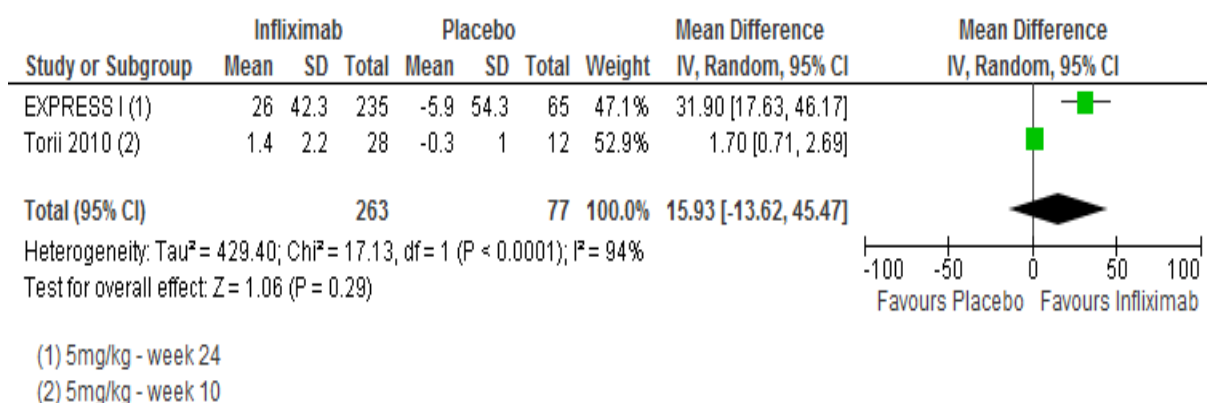 Infliximab Placebo Mean Difference Mean Difference
Study or Subgroup Mean SD Total Mean SD Total Weight IV, Random, 95% CI IV, Random, 95% CI
EXPRESS I (1) 26 42.3 235 -5.9 54.3 65 47.1% 31.90 [17.63, 46.17]
Torii 2010 (2) 1.4 2.2 28 -0.3 1 12 52.9% 1.70 [0.71, 2.69]
Total (95% CI) 263 77 100.0% 15.93 [-13.62, 45.47]
Heterogeneity: Tau² = 429.40; Chi² = 17.13, df = 1 (P < 0.0001); I² = 94%
Test for overall effect: Z = 1.06 (P = 0.29)
-100 -50 0 50 100
Favours Placebo Favours Infliximab
(1) 5mg/kg - week 24
(2) 5mg/kg - week 10